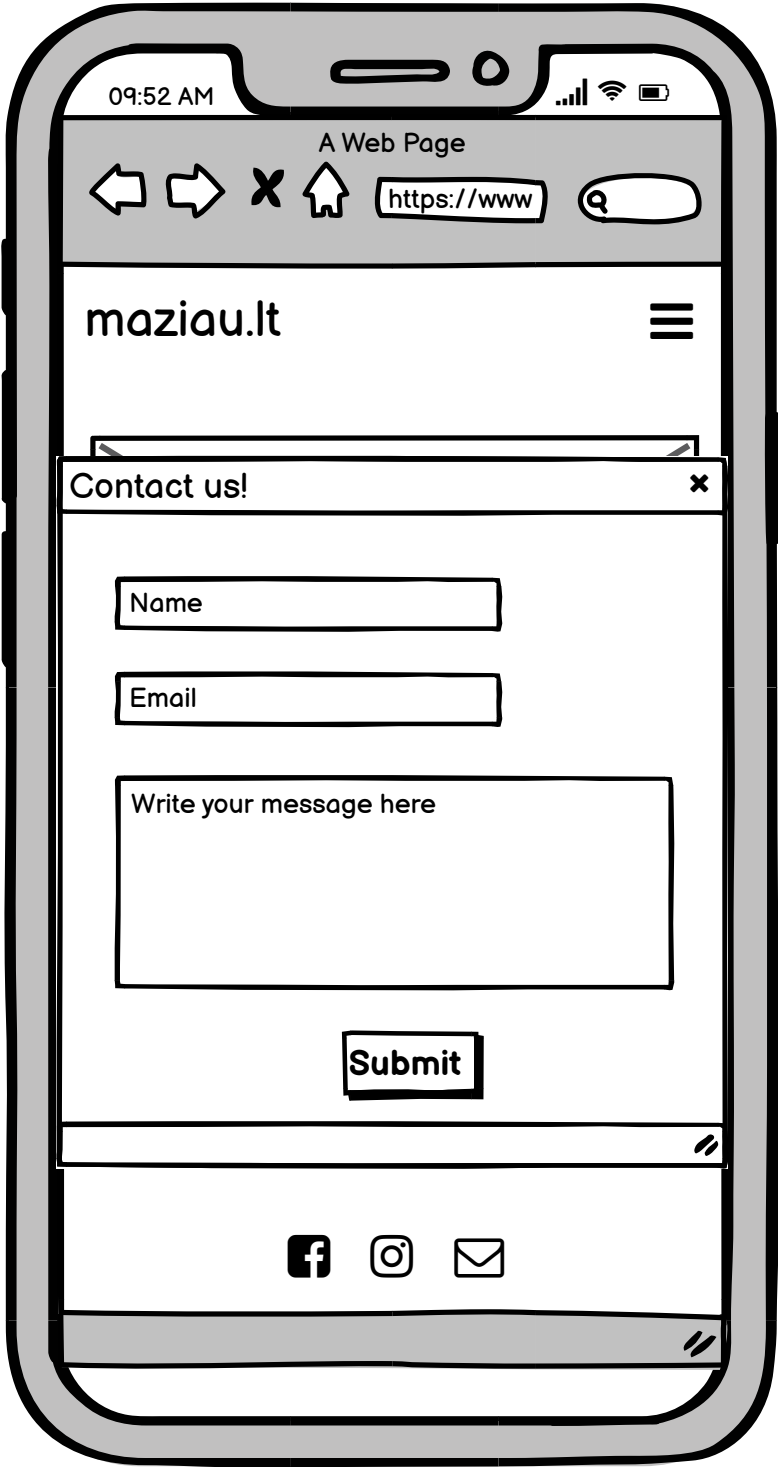 09:52 AM
A Web Page
https://www
maziau.lt
Contact us!
Name
Email
Write your message here
Submit